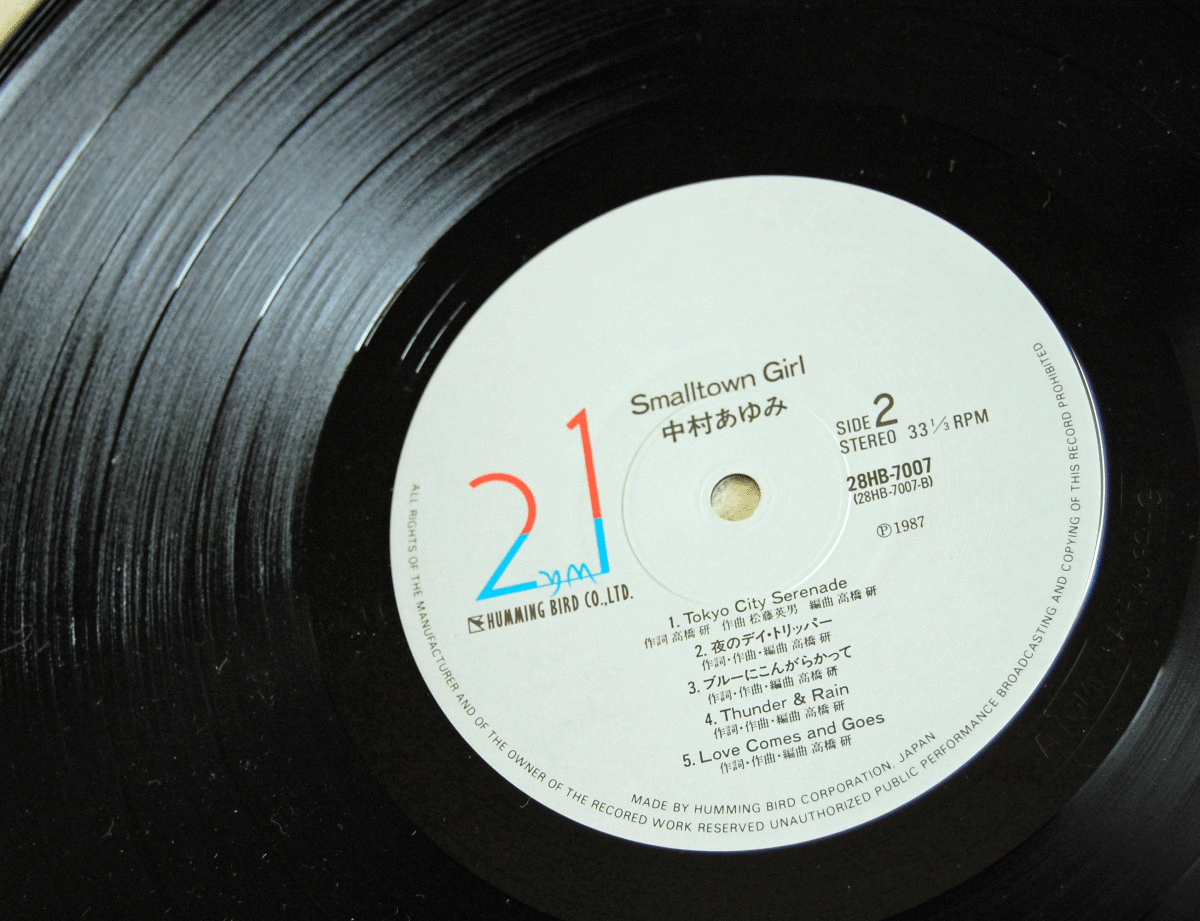 Smalltown Girl
中村あゆみ
SIDE 2
STEREO 33 1/3 RPM
28HB-7007
(28HB-7007-B)
Ⓟ1987
21
HUMMING BIRD CO.,LTD.
1. Tokyo City Serenade
作詞 高橋 研 作曲 松藤英男 編曲 高橋 研
2. 夜のデイ・トリッパー
作詞・作曲・編曲 高橋 研
3. ブルーにこんがらかって
作詞・作曲・編曲 高橋 研
4. Thunder & Rain
作詞・作曲・編曲 高橋 研
5. Love Comes and Goes
作詞・作曲・編曲 高橋 研
MADE BY HUMMING BIRD CORPORATION, JAPAN
ALL RIGHTS OF THE MANUFACTURER AND OF THE OWNER OF THE RECORDED WORK RESERVED UNAUTHORIZED PUBLIC PERFORMANCE BROADCASTING AND COPYING OF THIS RECORD PROHIBITED